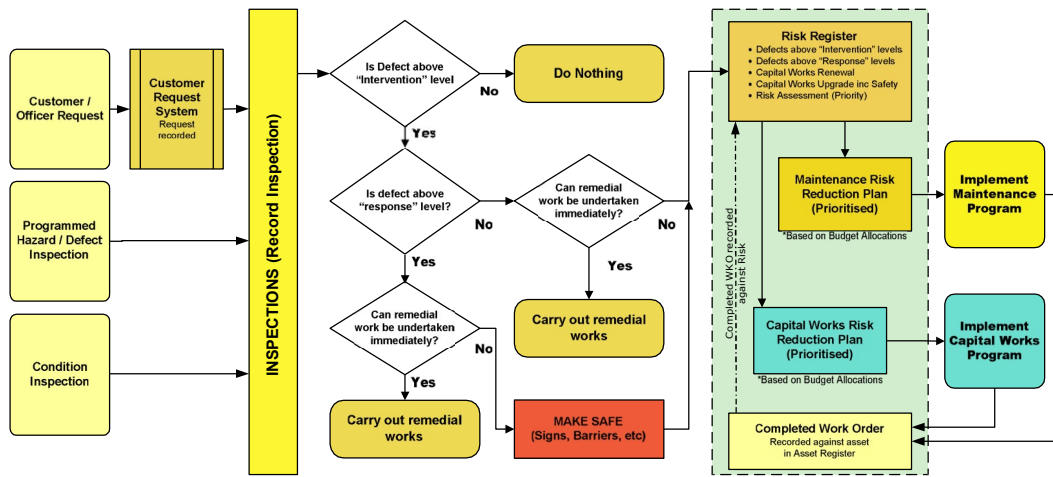 Customer /
Officer Request
Customer
Request
System
Request
recorded
Programmed
Hazard / Defect
Inspection
Condition
Inspection
INSPECTIONS (Record Inspection)
Is Defect above
“Intervention” level
No
Do Nothing
Yes
Is defect above
“response” level?
No
Can remedial
work be undertaken
immediately?
No
Yes
Yes
Carry out remedial
works
Can remedial
work be undertaken
immediately?
No
Yes
Carry out remedial
works
MAKE SAFE
(Signs, Barriers, etc)
Risk Register
• Defects above “Intervention” levels
• Defects above “Response” levels
• Capital Works Renewal
• Capital Works Upgrade inc Safety
• Risk Assessment (Priority)
Maintenance Risk
Reduction Plan
(Prioritised)
*Based on Budget Allocations
Implement
Maintenance
Program
Completed WKO recorded
against Risk
Capital Works Risk
Reduction Plan
(Prioritised)
*Based on Budget Allocations
Implement
Capital Works
Program
Completed Work Order
Recorded against asset
in Asset Register